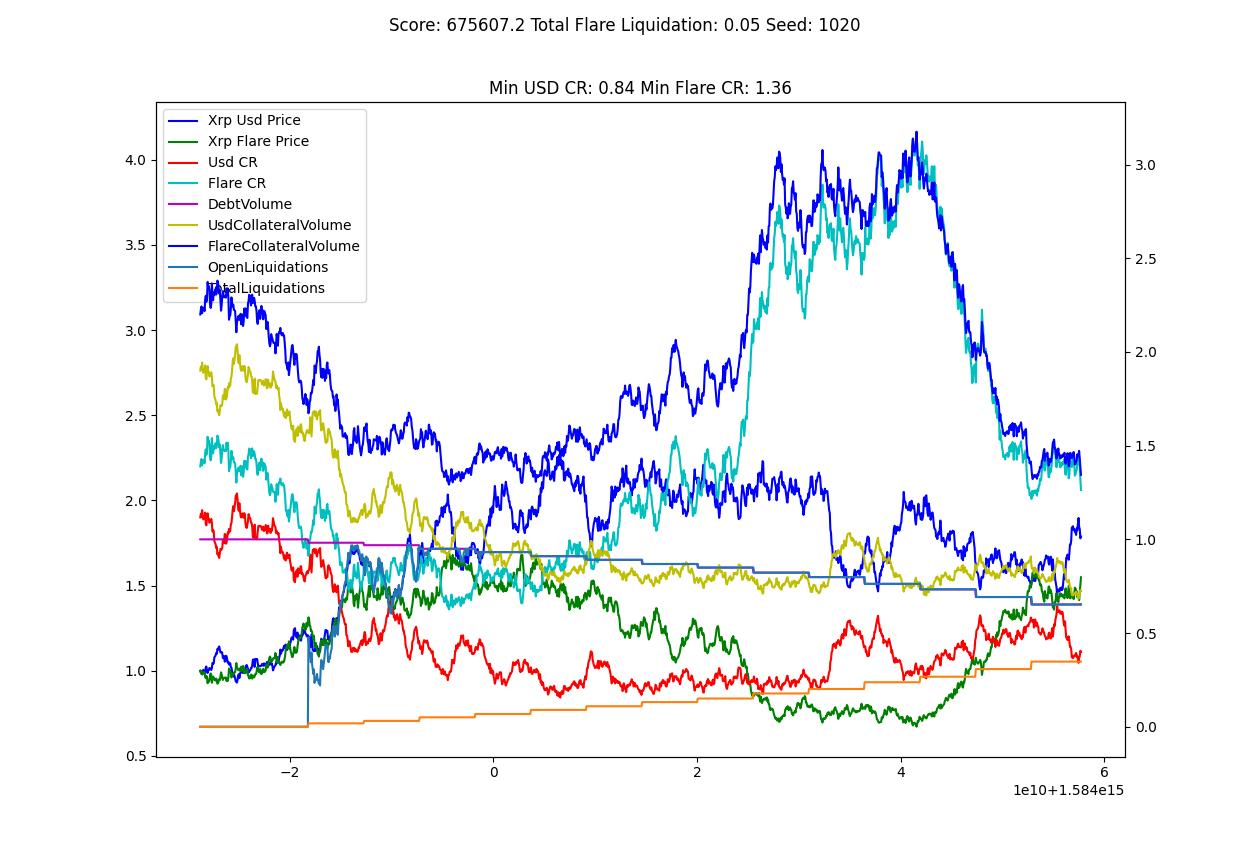 Score: 675607.2 Total Flare Liquidation: 0.05 Seed: 1020
Min USD CR: 0.84 Min Flare CR: 1.36
Xrp Usd Price
Xrp Flare Price
Usd CR
Flare CR
DebtVolume
UsdCollateralVolume
FlareCollateralVolume
OpenLiquidations
TotalLiquidations
4.0
3.5
3.0
2.5
2.0
1.5
1.0
0.5
3.0
2.5
2.0
1.5
1.0
0.5
0.0
−2 0 2 4 6
1e10+1.584e15